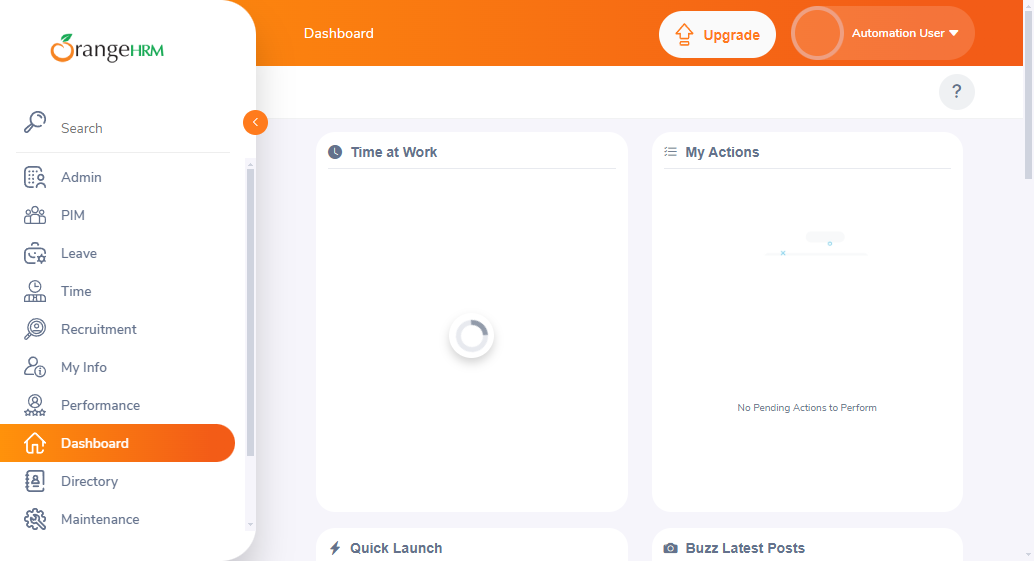 OrangeHRM
Search
Admin
PIM
Leave
Time
Recruitment
My Info
Performance
Dashboard
Directory
Maintenance
Dashboard
Upgrade
Automation User
?
Time at Work
My Actions
No Pending Actions to Perform
Quick Launch
Buzz Latest Posts